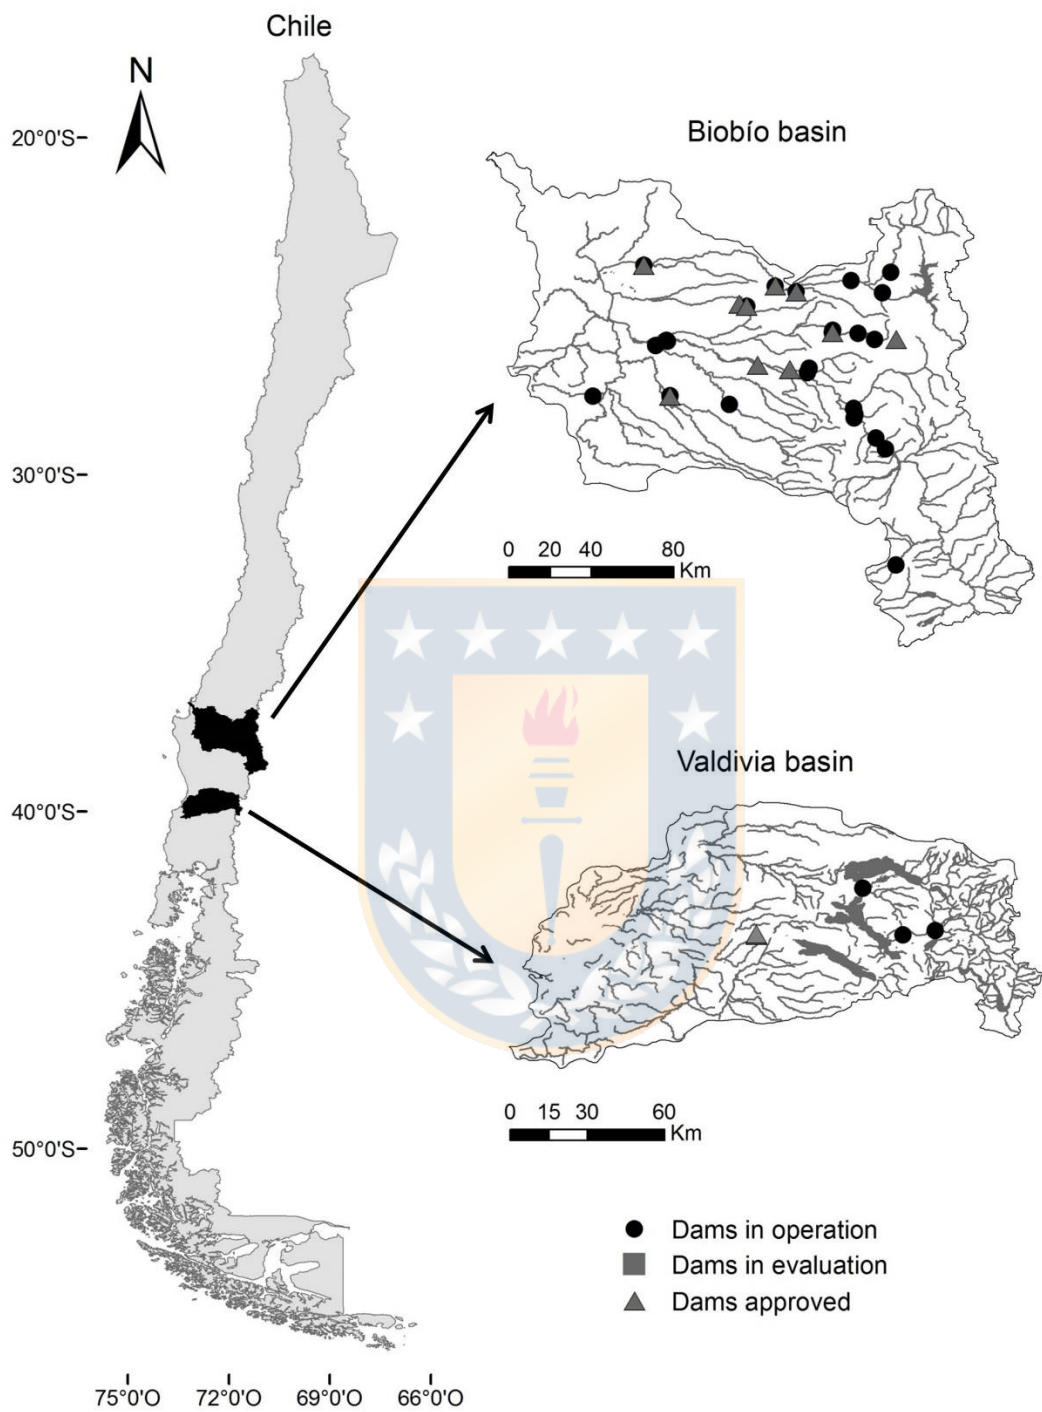 Chile
N
20°0'S
30°0'S
40°0'S
50°0'S
75°0'O 72°0'O 69°0'O 66°0'O
Biobío basin
0 20 40 80
Km
Valdivia basin
0 15 30 60
Km
Dams in operation
Dams in evaluation
Dams approved